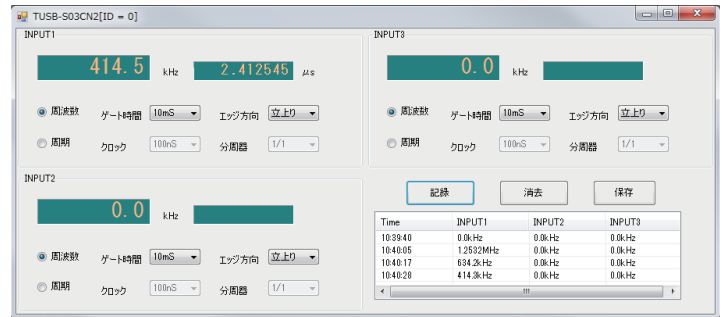 TUSB-S03CN2[ID = 0]
INPUT1
414.5 kHz 2.412545 μs
周波数 ゲート時間 10mS エッジ方向 立上り
周期 クロック 100nS 分周器 1/1
INPUT2
0.0 kHz
周波数 ゲート時間 10mS エッジ方向 立上り
周期 クロック 100nS 分周器 1/1
INPUT3
0.0 kHz
周波数 ゲート時間 10mS エッジ方向 立上り
周期 クロック 100nS 分周器 1/1
記録 消去 保存
Time INPUT1 INPUT2 INPUT3
10:39:40 0.0kHz 0.0kHz 0.0kHz
10:40:05 1.2532MHz 0.0kHz 0.0kHz
10:40:17 634.2kHz 0.0kHz 0.0kHz
10:40:28 414.3kHz 0.0kHz 0.0kHz